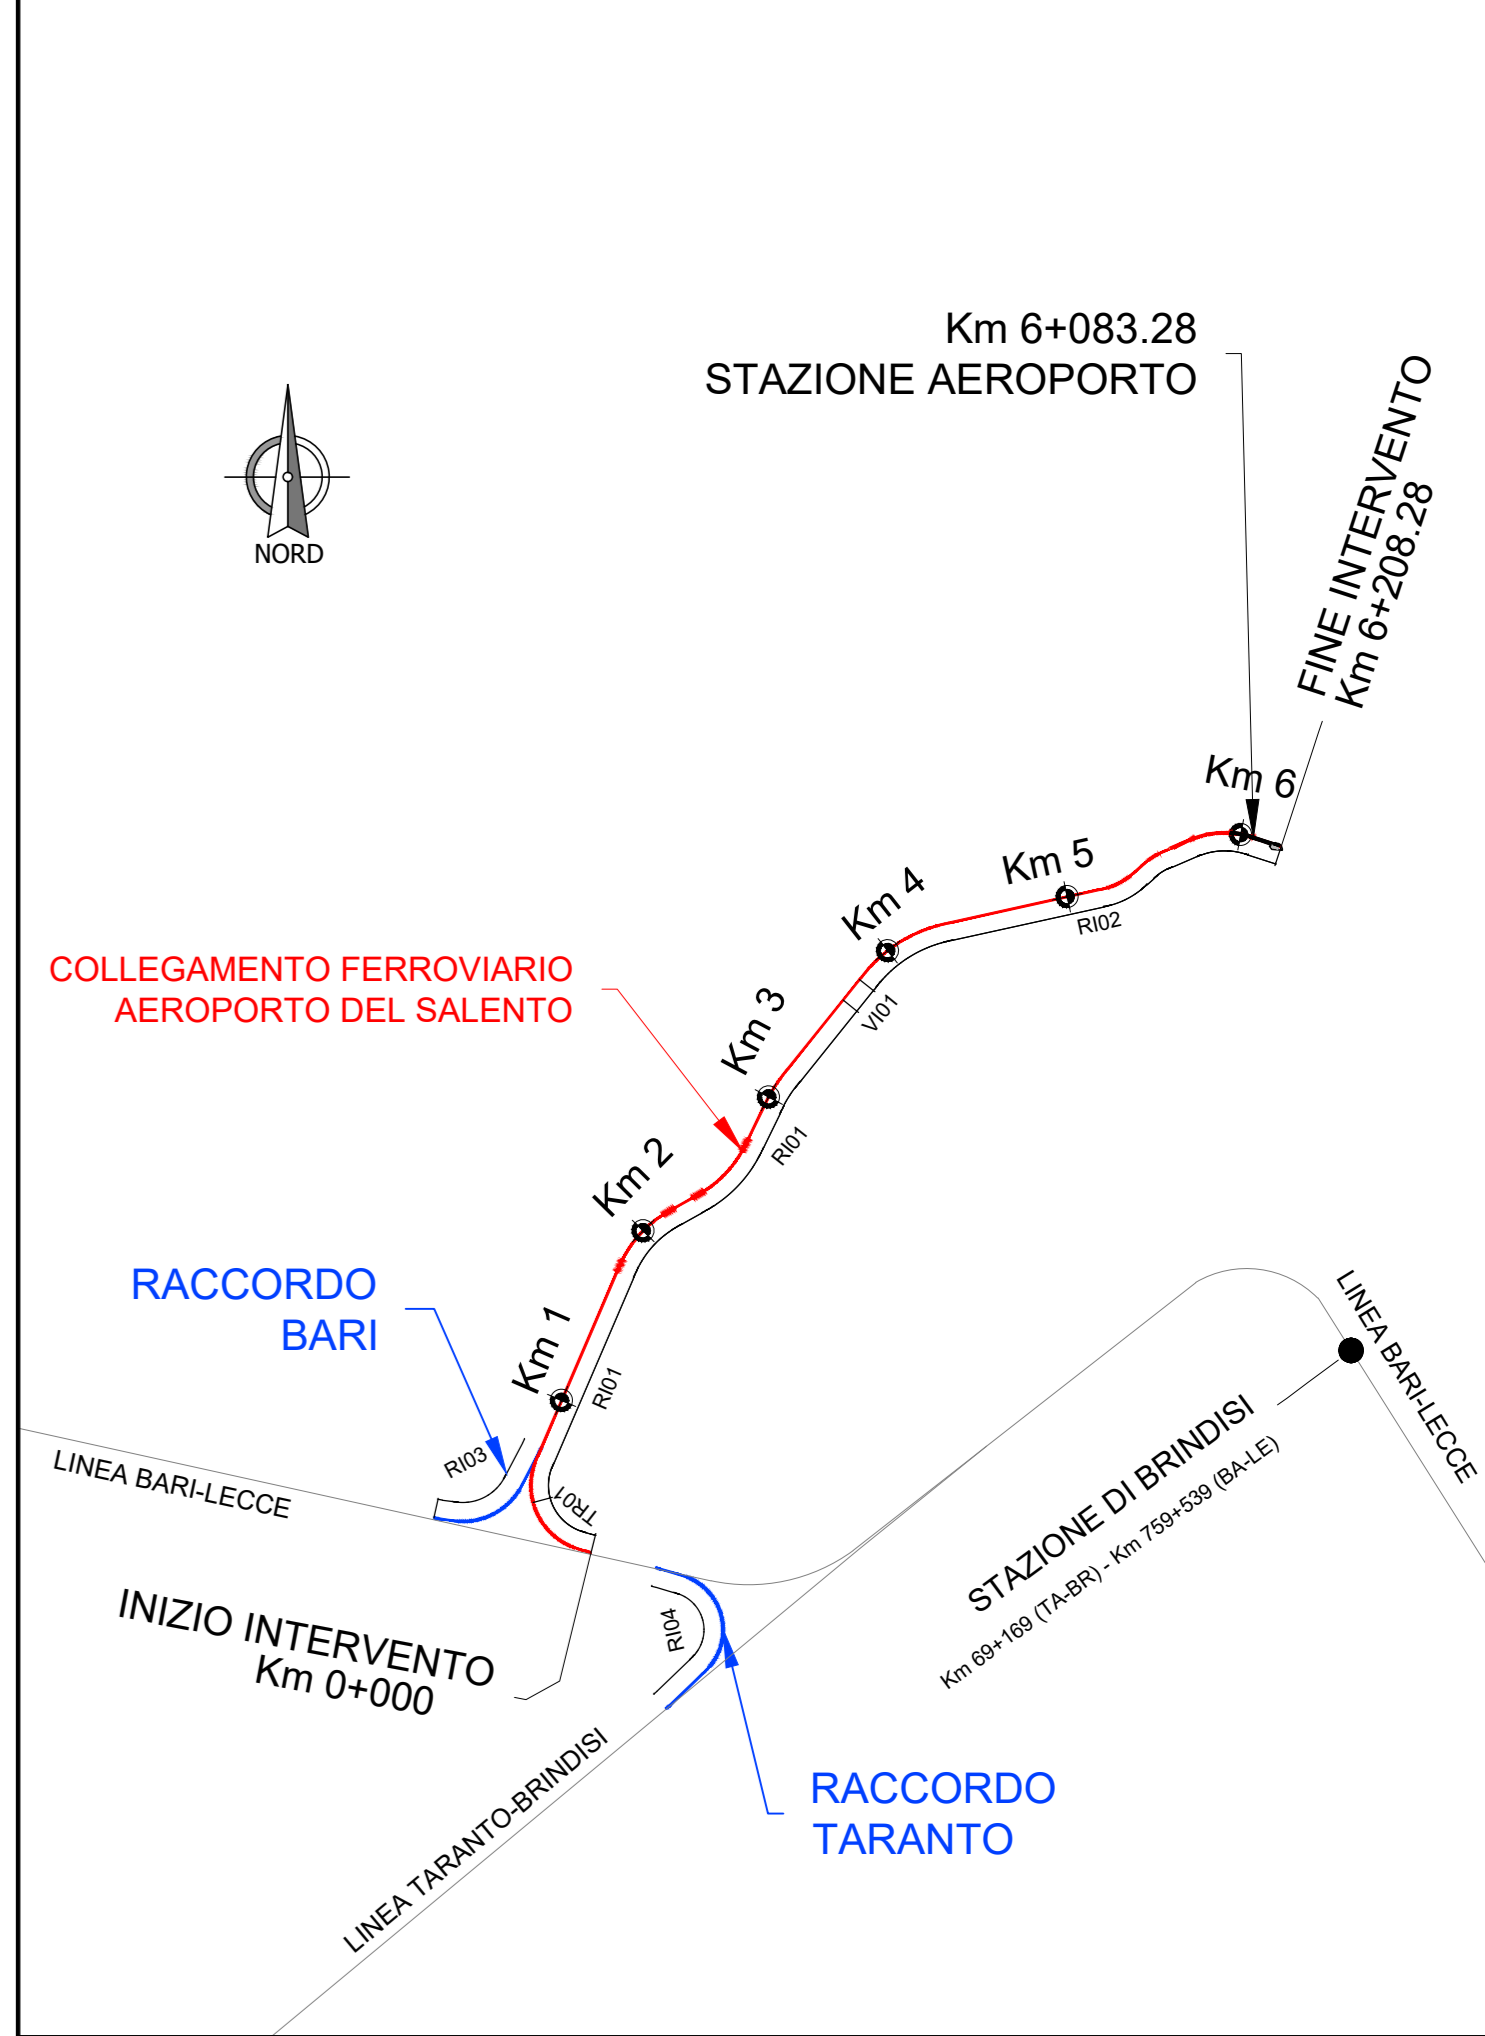 Km 6+083.28
STAZIONE AEROPORTO
FINE INTERVENTO
Km 6+208.28
NORD
Km 6
Km 5
Km 4
RI02
COLLEGAMENTO FERROVIARIO
AEROPORTO DEL SALENTO
VI01
Km 3
RI01
Km 2
RACCORDO
BARI
Km 1
RI01
LINEA BARI-LECCE
RI03
LINEA BARI-LECCE
TR01
STAZIONE DI BRINDISI
Km 69+169 (TA-BR) - Km 759+539 (BA-LE)
INIZIO INTERVENTO
Km 0+000
RI04
LINEA TARANTO-BRINDISI
RACCORDO
TARANTO